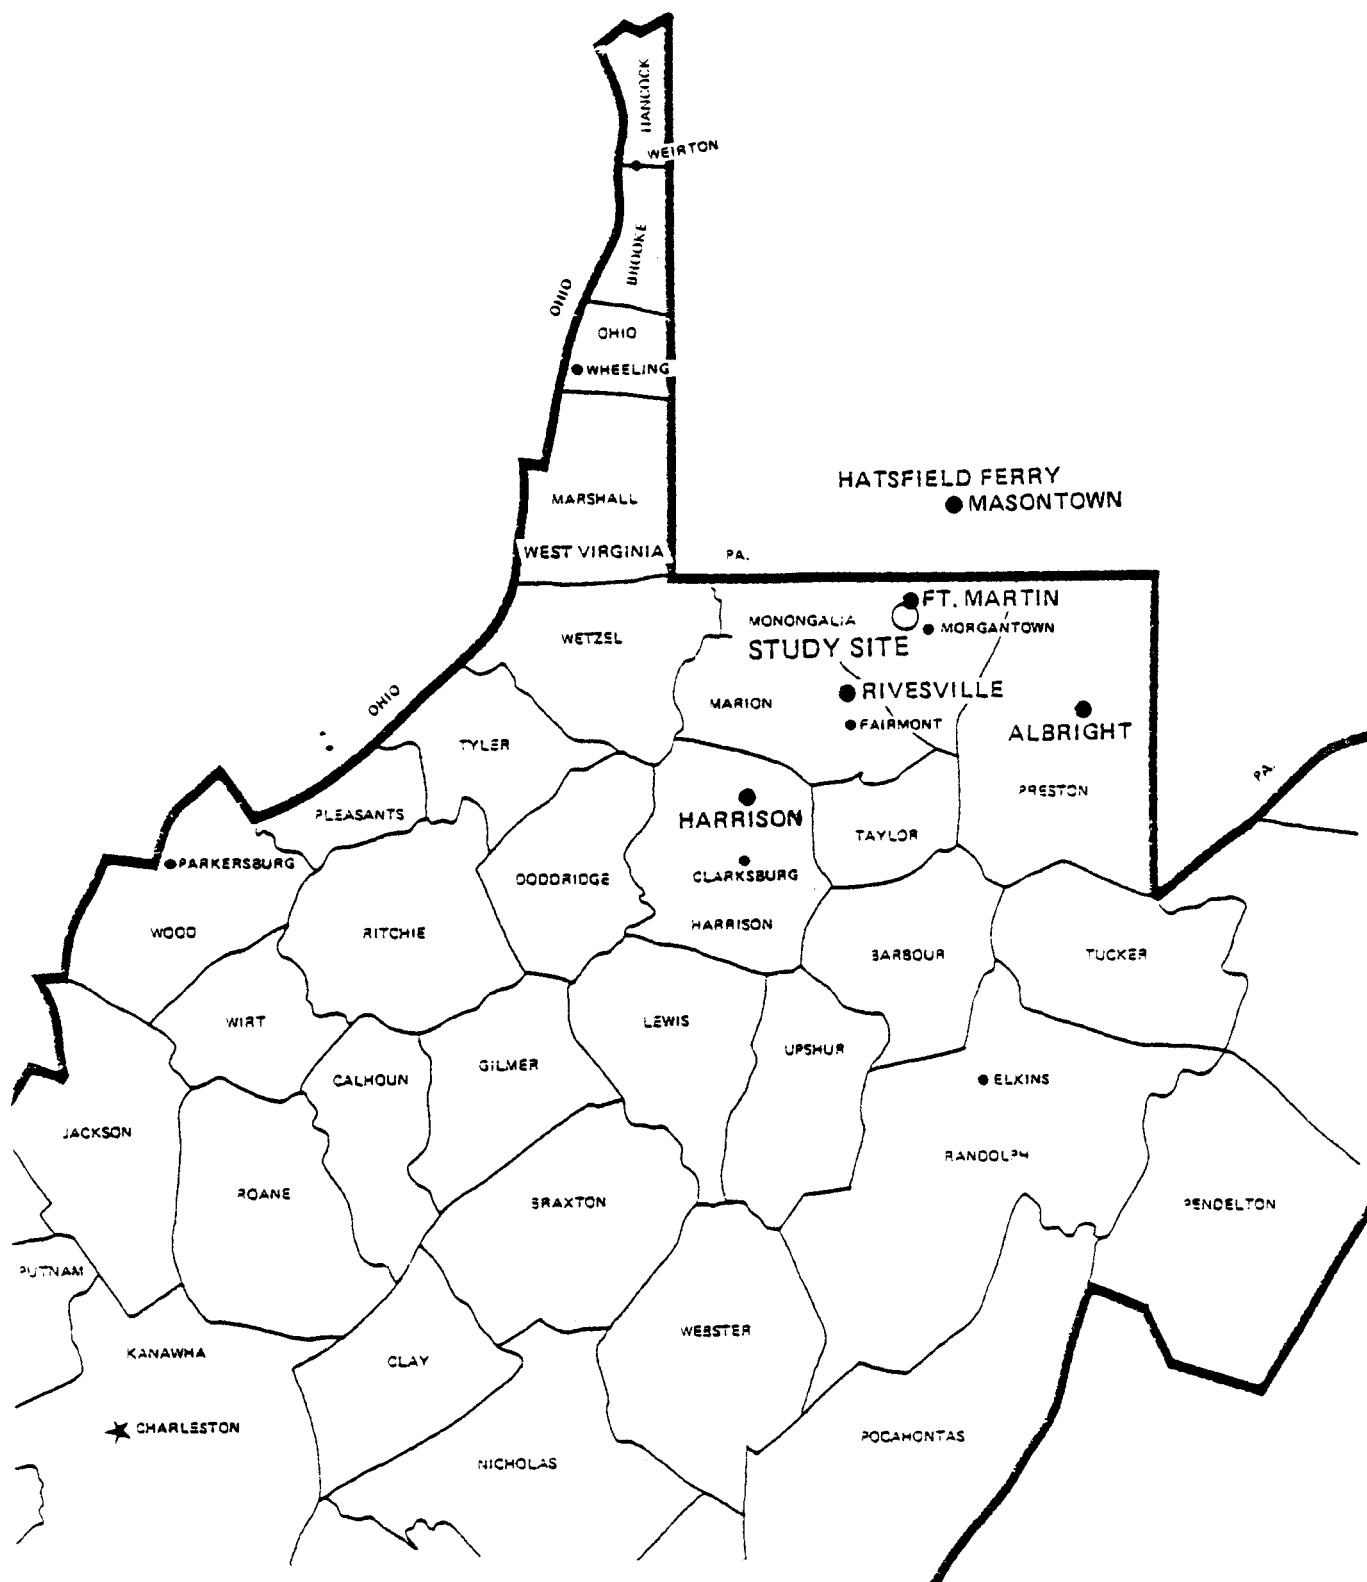 HANCOCK
WEIRTON
BROOKE
OHIO
OHIO
WHEELING
HATSFIELD FERRY
MASONTOWN
MARSHALL
WEST VIRGINIA
PA.
FT. MARTIN
MONONGALIA
MORGANTOWN
WETZEL
STUDY SITE
RIVESVILLE
OHIO
MARION
FAIRMONT
ALBRIGHT
TYLER
PA.
PRESTON
PLEASANTS
HARRISON
TAYLOR
PARKERSBURG
CLARKSBURG
DODDRIDGE
WOOD
RITCHIE
HARRISON
BARBOUR
TUCKER
WIRT
LEWIS
UPSHUR
GILMER
CALHOUN
ELKINS
JACKSON
RANDOLPH
ROANE
BRAXTON
PENDELTON
PUTNAM
WEBSTER
KANAWHA
CLAY
CHARLESTON
POCAHONTAS
NICHOLAS